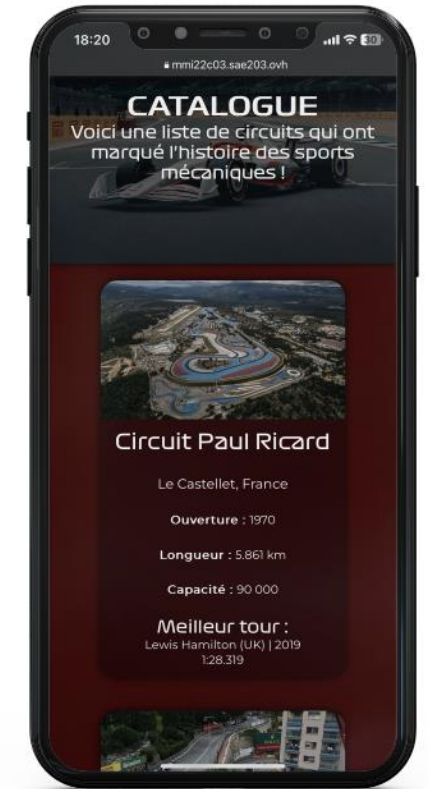 18:20
30
mmi22c03.sae203.ovh
CATALOGUE
Voici une liste de circuits qui ont
marqué l'histoire des sports
mécaniques !
Circuit Paul Ricard
Le Castellet, France
Ouverture : 1970
Longueur : 5.861 km
Capacité : 90 000
Meilleur tour :
Lewis Hamilton (UK) | 2019
1:28.319